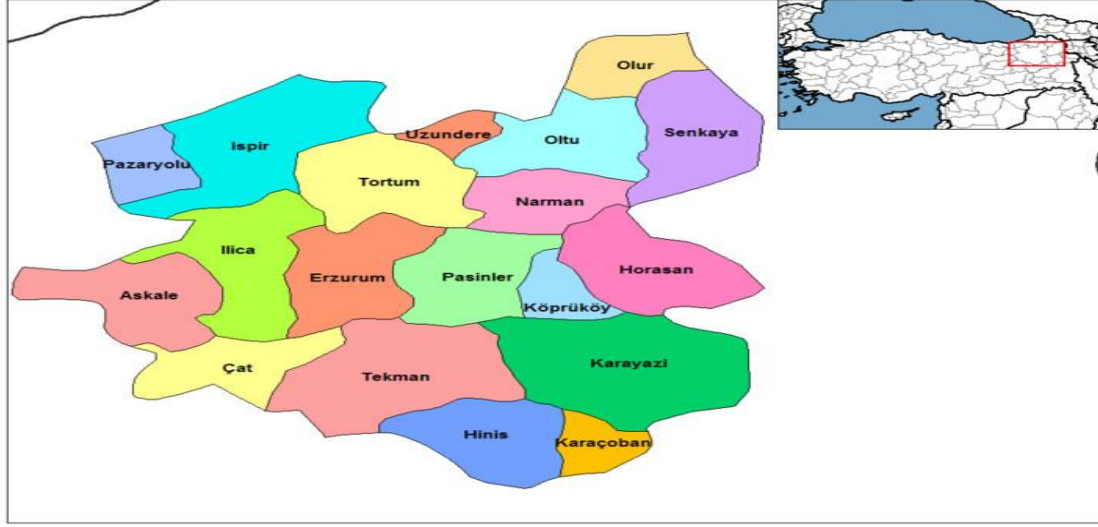 Olur
Uzundere
Oltu
Senkaya
Ispir
Pazaryolu
Tortum
Narman
Ilica
Erzurum
Pasinler
Horasan
Askale
Köprüköy
Çat
Tekman
Karayazi
Hinis
Karaçoban